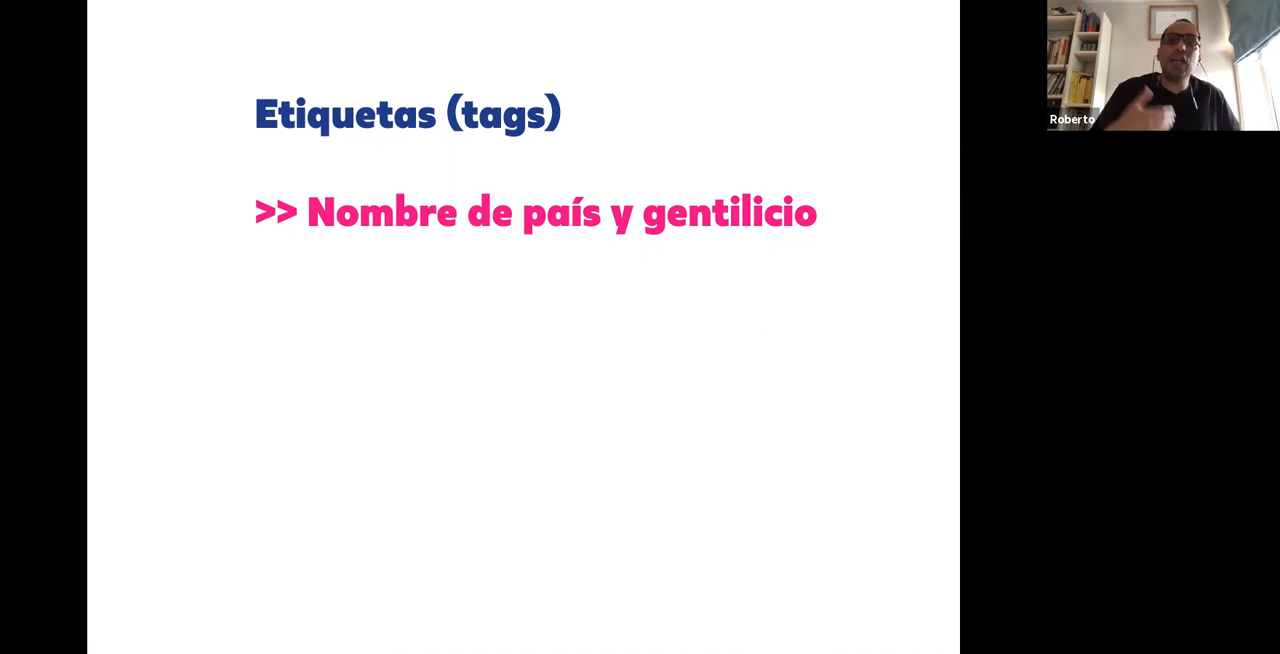 Etiquetas (tags)
>> Nombre de país y gentilicio
Roberto